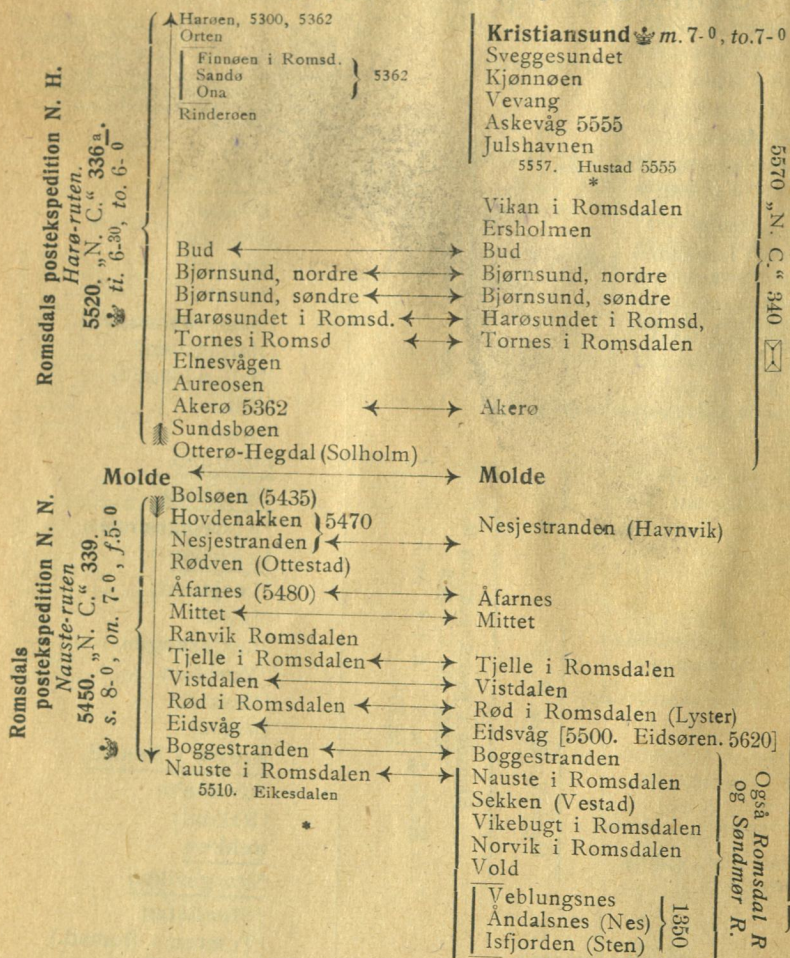 Harøen, 5300, 5362
Orten
Finnøen i Romsd.
Sandø
Ona
5362
Rinderøen
Bud
Bjørnsund, nordre
Bjørnsund, søndre
Harøsundet i Romsd.
Tornes i Romsd
Elnesvågen
Aureosen
Akerø 5362
Sundsbøen
Otterø-Hegdal (Solholm)
Romsdals postekspedition N. H.
Harø-ruten.
5520. „N. C.“ 336a.
ti. 6-30, to. 6-0
Molde
Bolsøen (5435)
Hovdenakken
5470
Nesjestranden
Rødven (Ottestad)
Åfarnes (5480)
Mittet
Ranvik Romsdalen
Tjelle i Romsdalen
Vistdalen
Rød i Romsdalen
Eidsvåg
Boggestranden
Nauste i Romsdalen
5510. Eikesdalen
*
Romsdals
postekspedition N. N.
Nauste-ruten
5450. „N. C.“ 339.
s. 8-0, on. 7-0, f.5-0
Kristiansund m. 7-0, to.7-0
Sveggesundet
Kjønnøen
Vevang
Askevåg 5555
Julshavnen
5557. Hustad 5555
*
Vikan i Romsdalen
Ersholmen
Bud
Bjørnsund, nordre
Bjørnsund, søndre
Harøsundet i Romsd,
Tornes i Romsdalen
Akerø
Molde
Nesjestranden (Havnvik)
Åfarnes
Mittet
Tjelle i Romsdalen
Vistdalen
Rød i Romsdalen (Lyster)
Eidsvåg [5500. Eidsøren. 5620]
Boggestranden
Nauste i Romsdalen
Sekken (Vestad)
Vikebugt i Romsdalen
Norvik i Romsdalen
Vold
Veblungsnes
Åndalsnes (Nes)
Isfjorden (Sten)
1350
5570 „N. C.“ 340
Også Romsdal R
og Søndmør R.